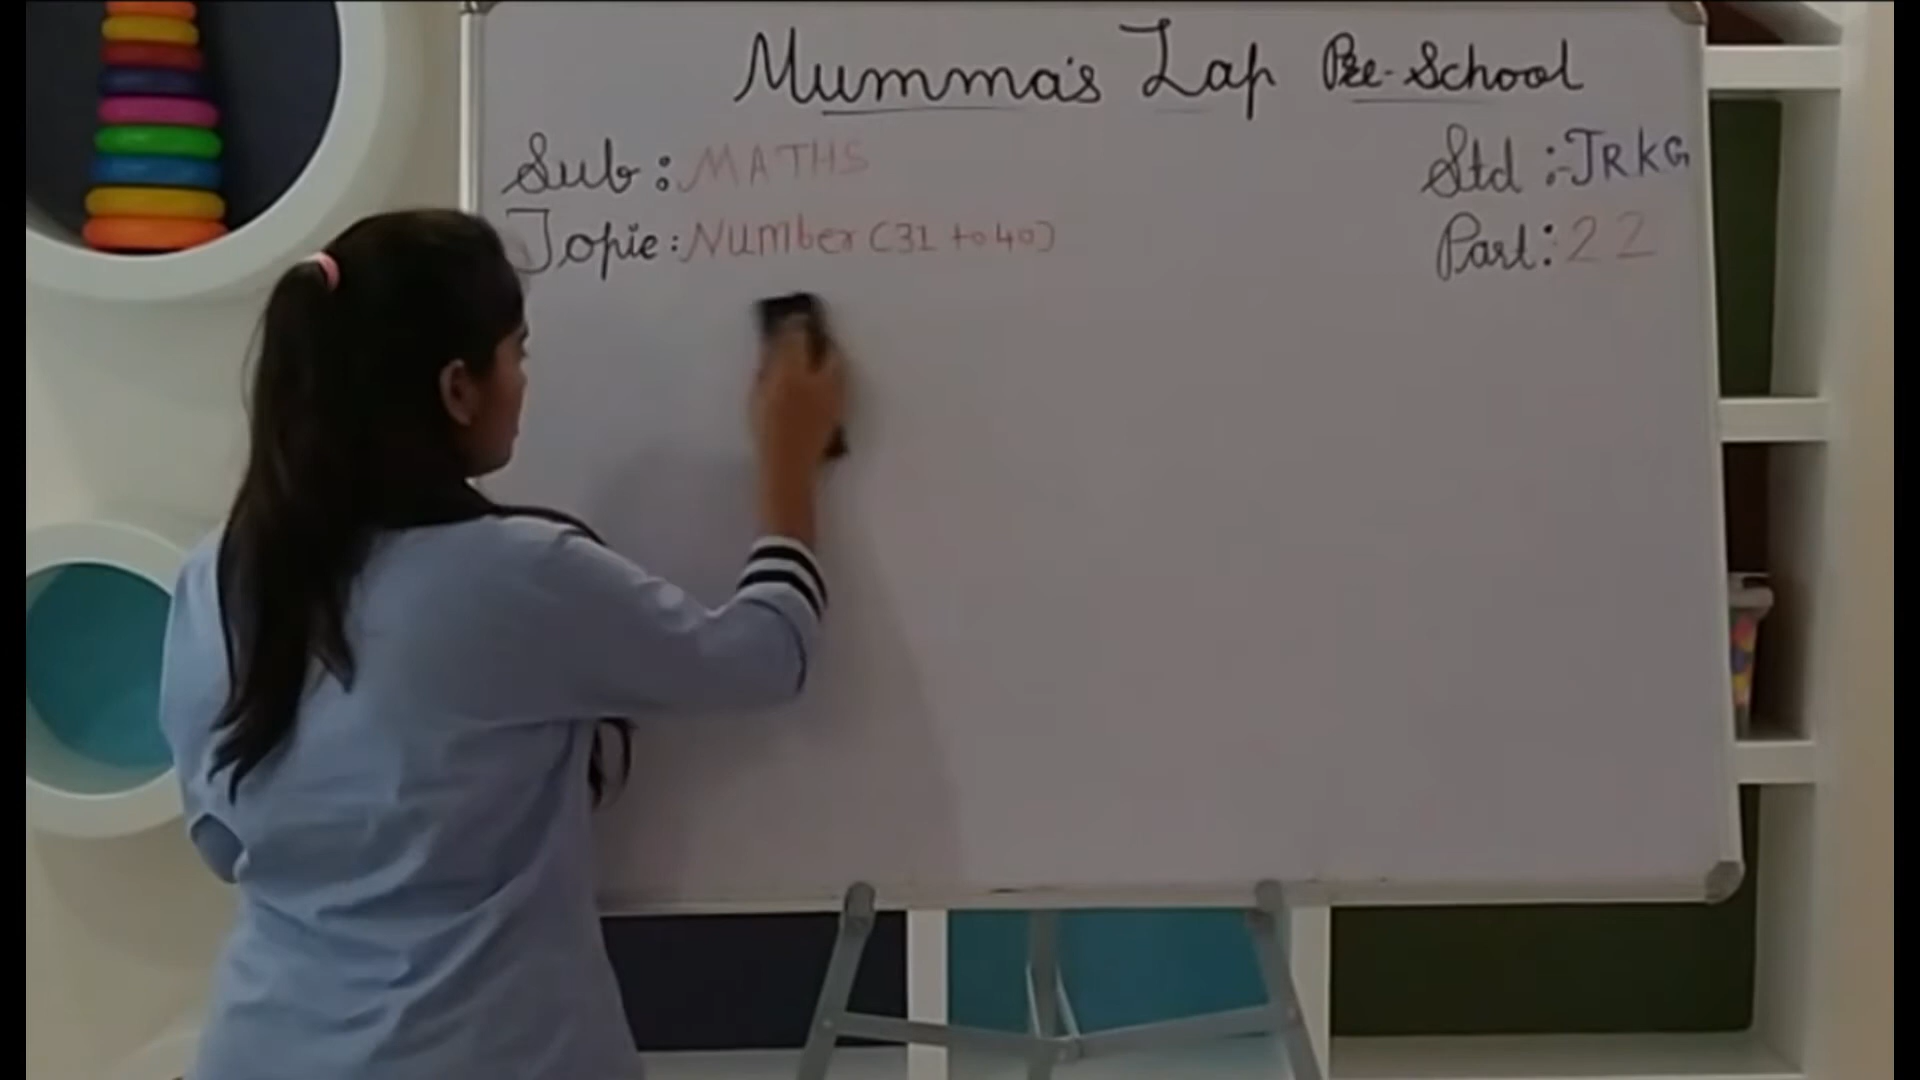 Mumma's Lap Pre-School
Sub: MATHS
Std :- JRKG
Topic: Number (31 to 40)
Part: 22